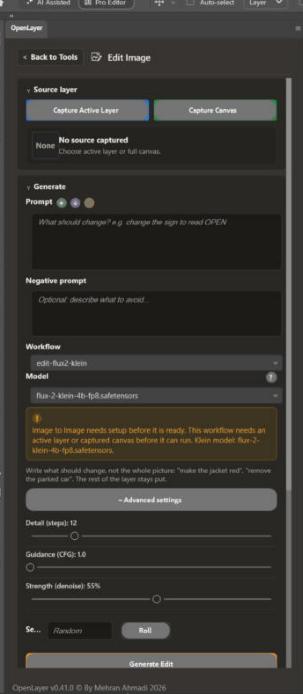 AI Assisted
Pro Editor
Auto-select
Layer
OpenLayer
< Back to Tools
Edit Image
Source layer
Capture Active Layer
Capture Canvas
None
No source captured
Choose active layer or full canvas.
Generate
Prompt
What should change? e.g. change the sign to read OPEN
Negative prompt
Optional: describe what to avoid...
Workflow
edit-flux2-klein
Model
?
flux-2-klein-4b-fp8.safetensors
!
Image to Image needs setup before it is ready. This workflow needs an
active layer or captured canvas before it can run. Klein model: flux-2-
klein-4b-fp8.safetensors.
Write what should change, not the whole picture: "make the jacket red", "remove
the parked car". The rest of the layer stays put.
– Advanced settings
Detail (steps): 12
Guidance (CFG): 1.0
Strength (denoise): 55%
Se...
Random
Roll
Generate Edit
OpenLayer v0.41.0 © By Mehran Ahmadi 2026